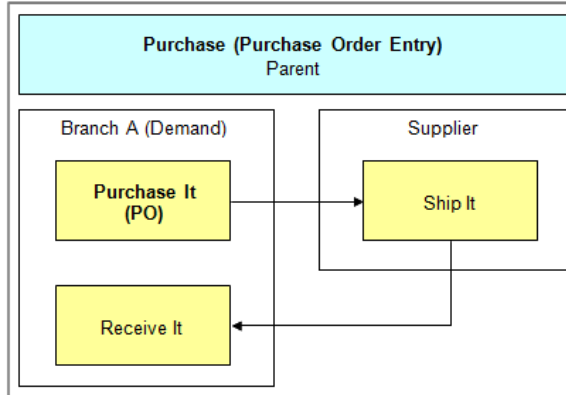 Purchase (Purchase Order Entry)
Parent
Branch A (Demand)
Supplier
Purchase It
(PO)
Ship It
Receive It